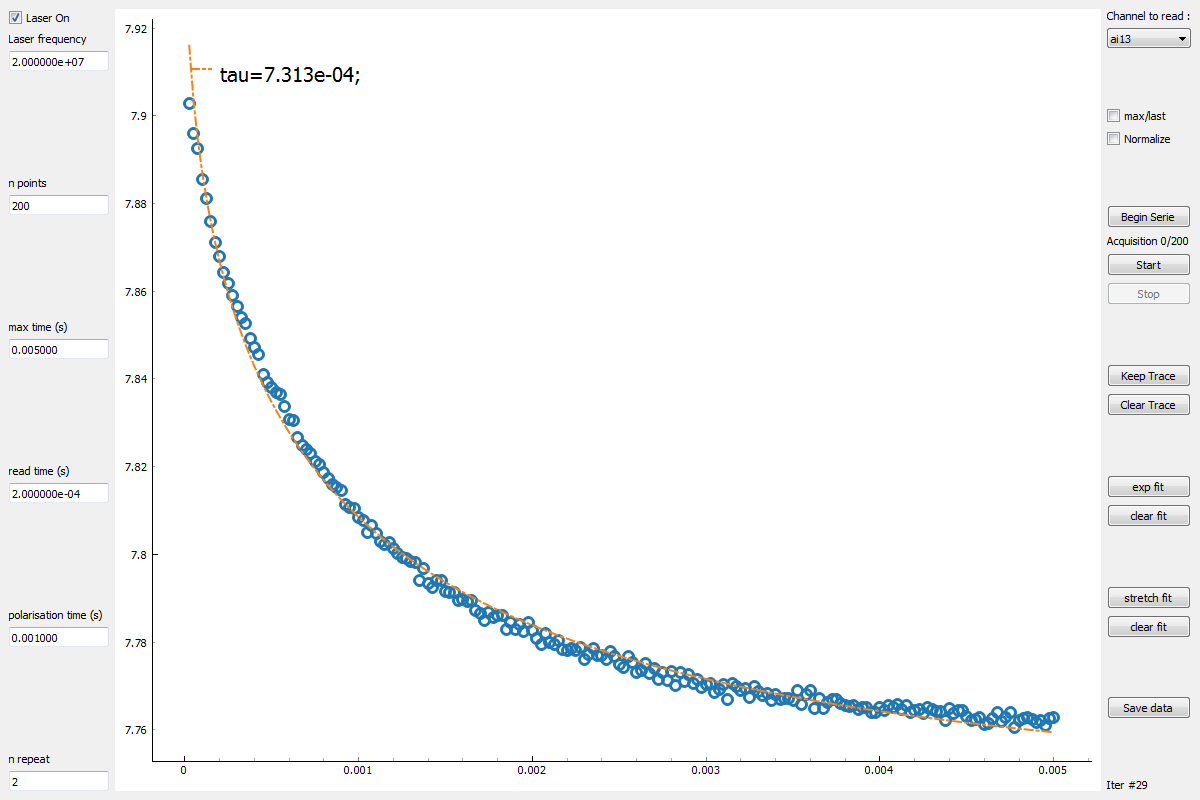 Laser On
Laser frequency
2.000000e+07
n points
200
max time (s)
0.005000
read time (s)
2.000000e-04
polarisation time (s)
0.001000
n repeat
2
7.92
7.9
7.88
7.86
7.84
7.82
7.8
7.78
7.76
tau=7.313e-04;
0
0.001
0.002
0.003
0.004
0.005
Channel to read :
ai13
max/last
Normalize
Begin Serie
Acquisition 0/200
Start
Stop
Keep Trace
Clear Trace
exp fit
clear fit
stretch fit
clear fit
Save data
Iter #29